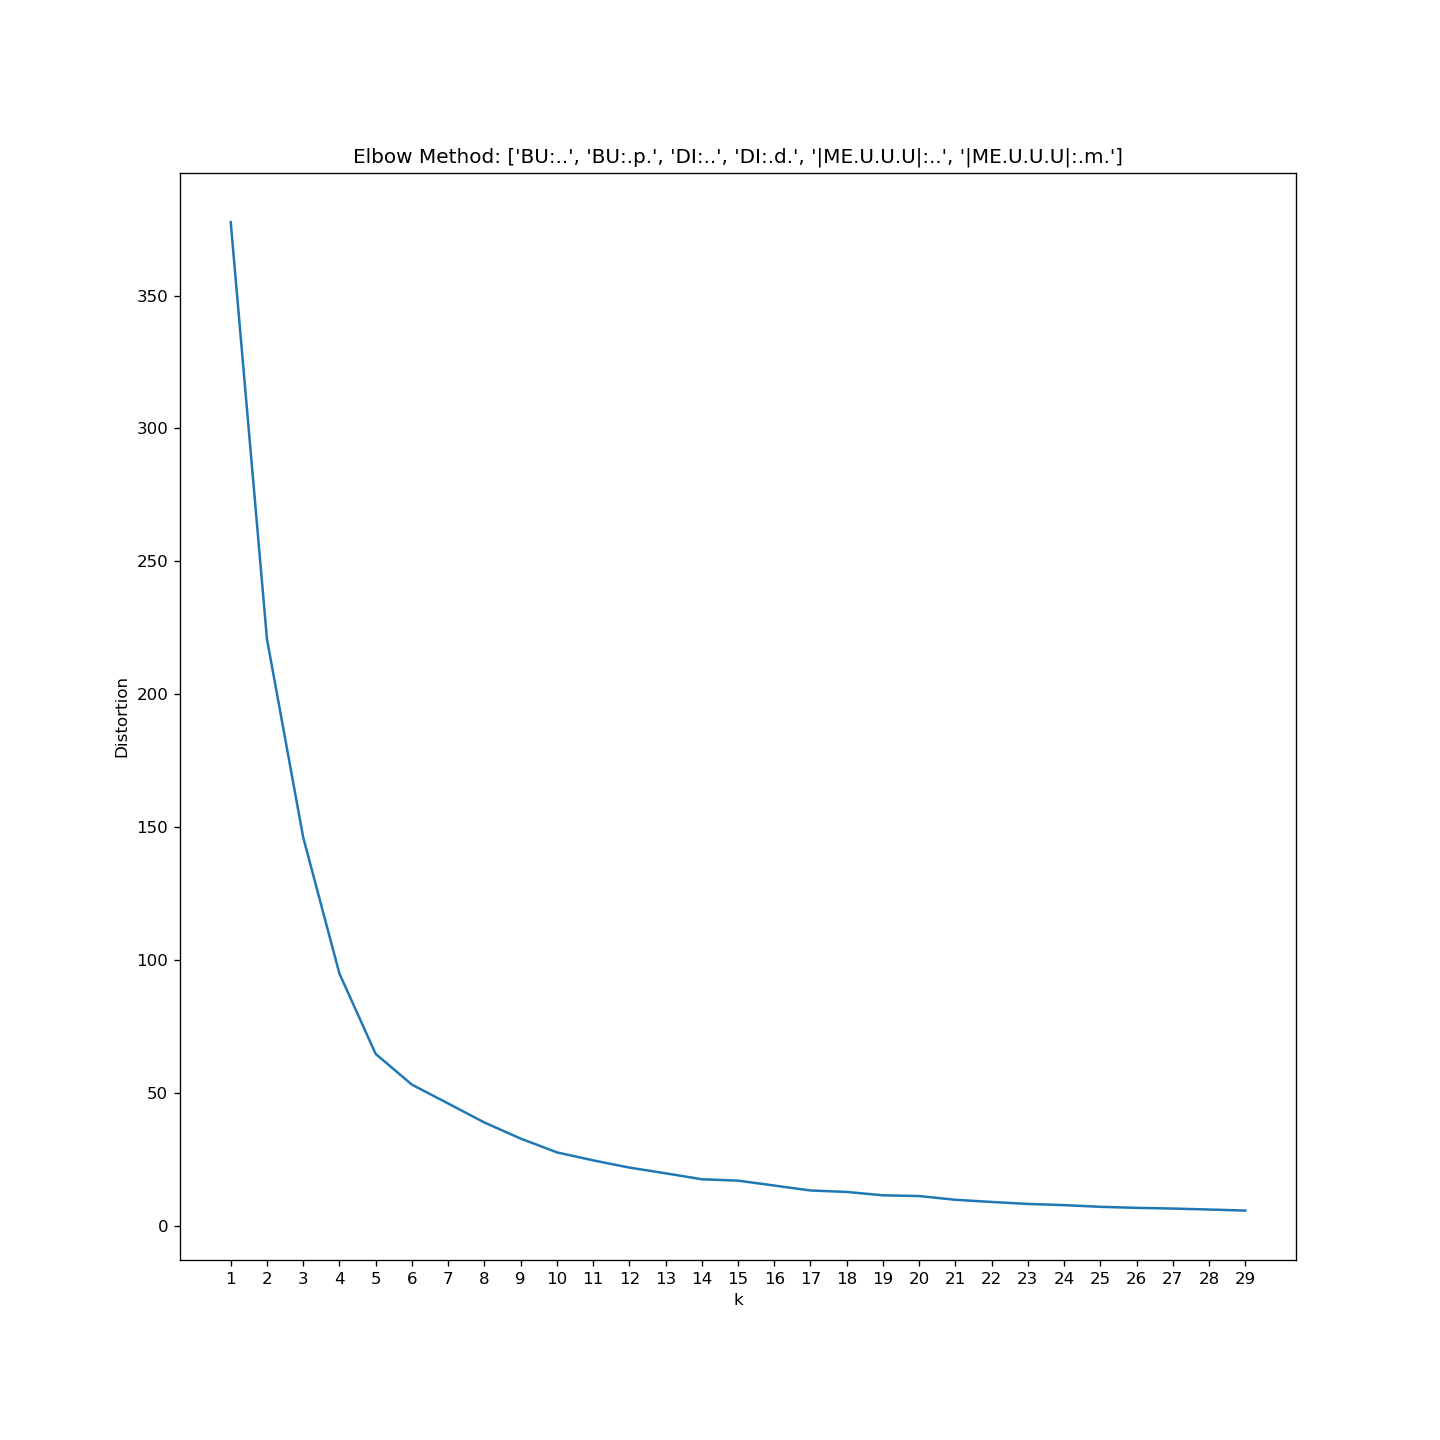 Elbow Method: ['BU:..', 'BU:.p.', 'DI:..', 'DI:.d.', '|ME.U.U.U|:..', '|ME.U.U.U|:.m.']
350
300
250
200
150
100
50
0
Distortion
1 2 3 4 5 6 7 8 9 10 11 12 13 14 15 16 17 18 19 20 21 22 23 24 25 26 27 28 29
k